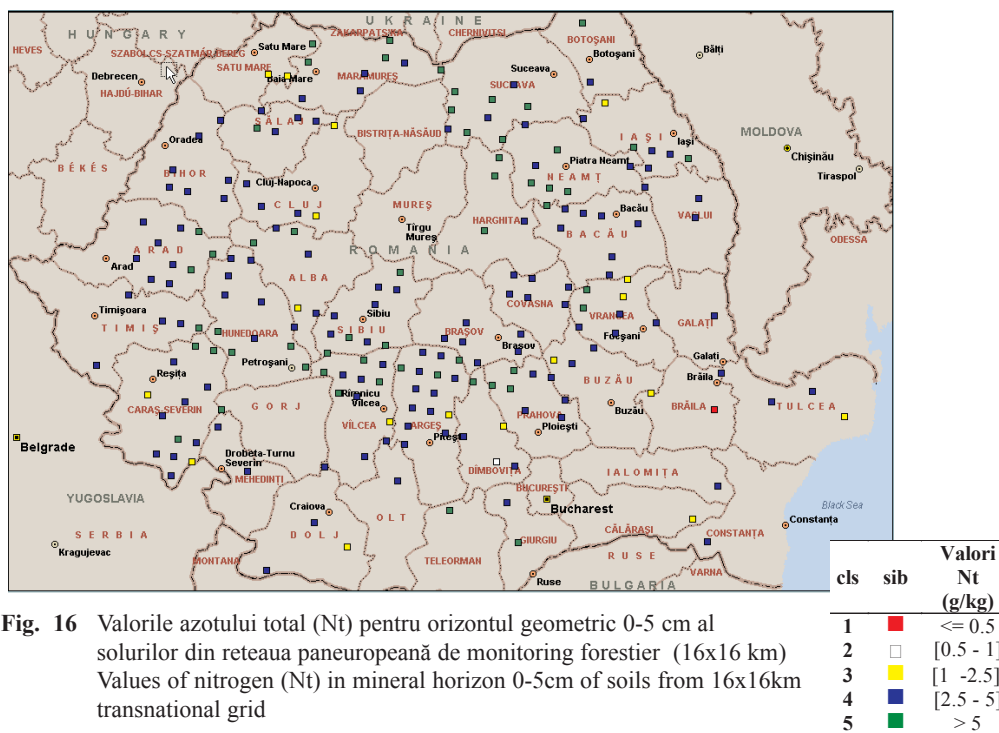 UKRAINE
HUNGARY
ZAKARPATSKA
CHERNIVTSI
HEVES
SZABOLCS-SZATMÁR-BEREG
Satu Mare
BOTOŞANI
Botoşani
Bălţi
SATU MARE
Baia Mare
MARAMUREŞ
Suceava
SUCEAVA
Debrecen
HAJDÚ-BIHAR
SĂLAJ
BISTRIŢA-NĂSĂUD
IAŞI
Iaşi
MOLDOVA
Oradea
Chişinău
BÉKÉS
BIHOR
Piatra Neamţ
NEAMŢ
Tiraspol
Cluj-Napoca
CLUJ
MUREŞ
Tîrgu
Mureş
HARGHITA
Bacău
BACĂU
VASLUI
ODESSA
ARAD
Arad
ROMANIA
ALBA
Timişoara
TIMIŞ
HUNEDOARA
Sibiu
SIBIU
COVASNA
BRAŞOV
Braşov
VRANCEA
Focşani
GALAŢI
Petroşani
Galaţi
Reşiţa
CARAŞ-SEVERIN
GORJ
Rîmnicu
Vîlcea
VÎLCEA
ARGEŞ
Piteşti
PRAHOVA
Ploieşti
BUZĂU
Buzău
Brăila
BRĂILA
TULCEA
Belgrade
Drobeta-Turnu
Severin
MEHEDINŢI
DÎMBOVIŢA
IALOMIŢA
BUCUREŞTI
Bucharest
YUGOSLAVIA
SERBIA
Kragujevac
Craiova
DOLJ
OLT
TELEORMAN
GIURGIU
CĂLĂRAŞI
CONSTANŢA
Constanţa
Black Sea
MONTANA
RUSE
Ruse
VARNA
BULGARIA
Fig. 16 Valorile azotului total (Nt) pentru orizontul geometric 0-5 cm al
solurilor din reteaua paneuropeană de monitoring forestier (16x16 km)
Values of nitrogen (Nt) in mineral horizon 0-5cm of soils from 16x16km
transnational grid
cls sib Valori
Nt
(g/kg)
1 <= 0.5
2 [0.5 - 1]
3 [1 -2.5]
4 [2.5 - 5]
5 > 5